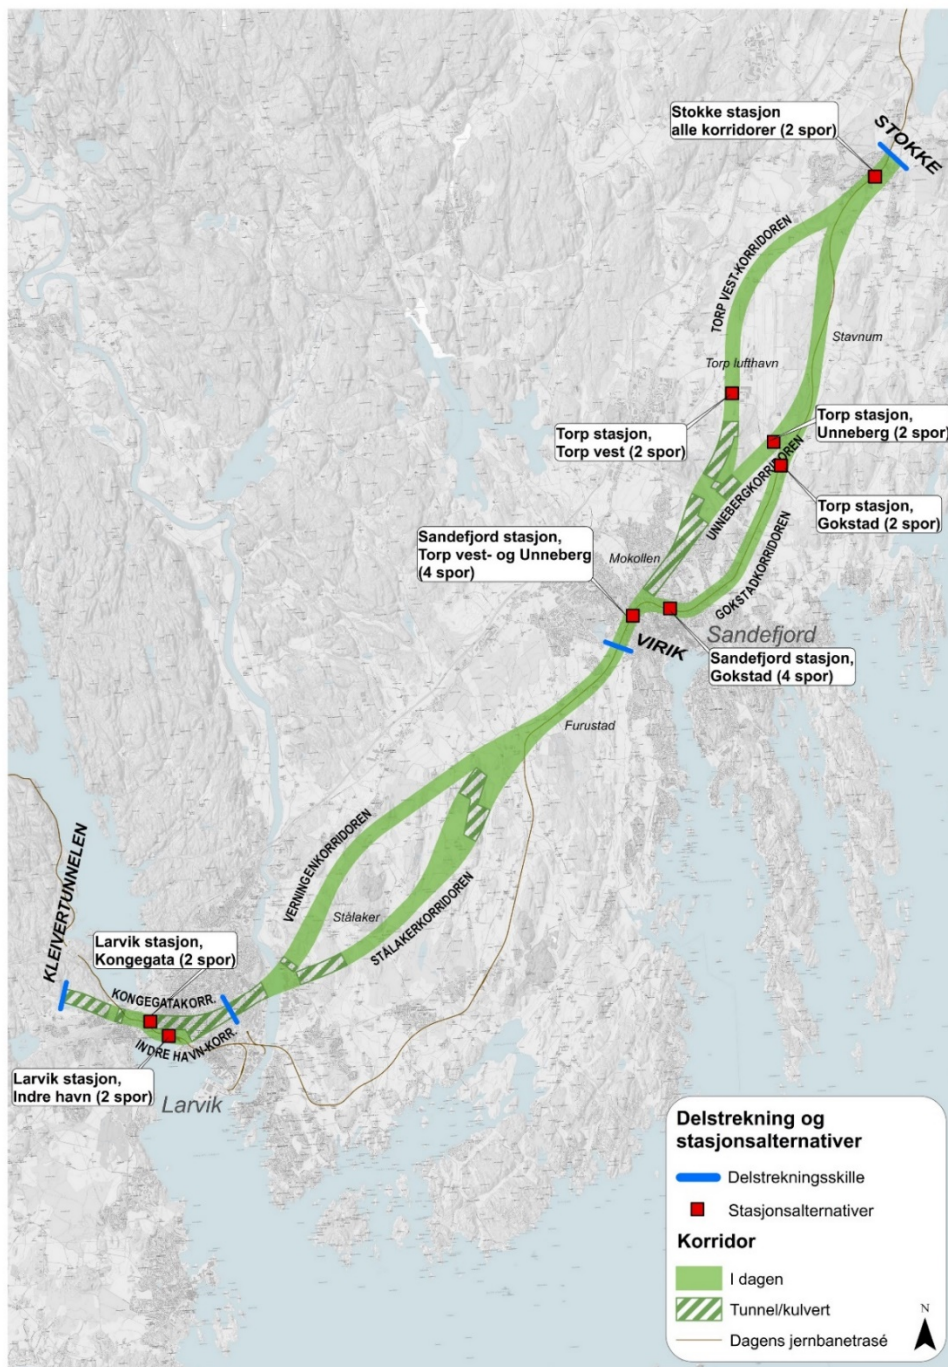 Stokke stasjon
alle korridorer (2 spor)
STOKKE
TORP VEST-KORRIDOREN
Stavnum
Torp lufthavn
Torp stasjon,
Torp vest (2 spor)
Torp stasjon,
Unneberg (2 spor)
UNNEBERGKORRIDOREN
Torp stasjon,
Gokstad (2 spor)
Sandefjord stasjon,
Torp vest- og Unneberg
(4 spor)
Mokollen
GOKSTADKORRIDOREN
VIRIK
Sandefjord
Sandefjord stasjon,
Gokstad (4 spor)
Furustad
VERNINGENKORRIDOREN
Stålaker
STÅLAKERKORRIDOREN
KLEIVERTUNNELEN
Larvik stasjon,
Kongegata (2 spor)
KONGEGATAKORR.
INDRE HAVN-KORR.
Larvik stasjon,
Indre havn (2 spor)
Larvik
Delstrekning og
stasjonsalternativer
Delstrekningsskille
Stasjonsalternativer
Korridor
I dagen
Tunnel/kulvert
Dagens jernbanetrasé
N